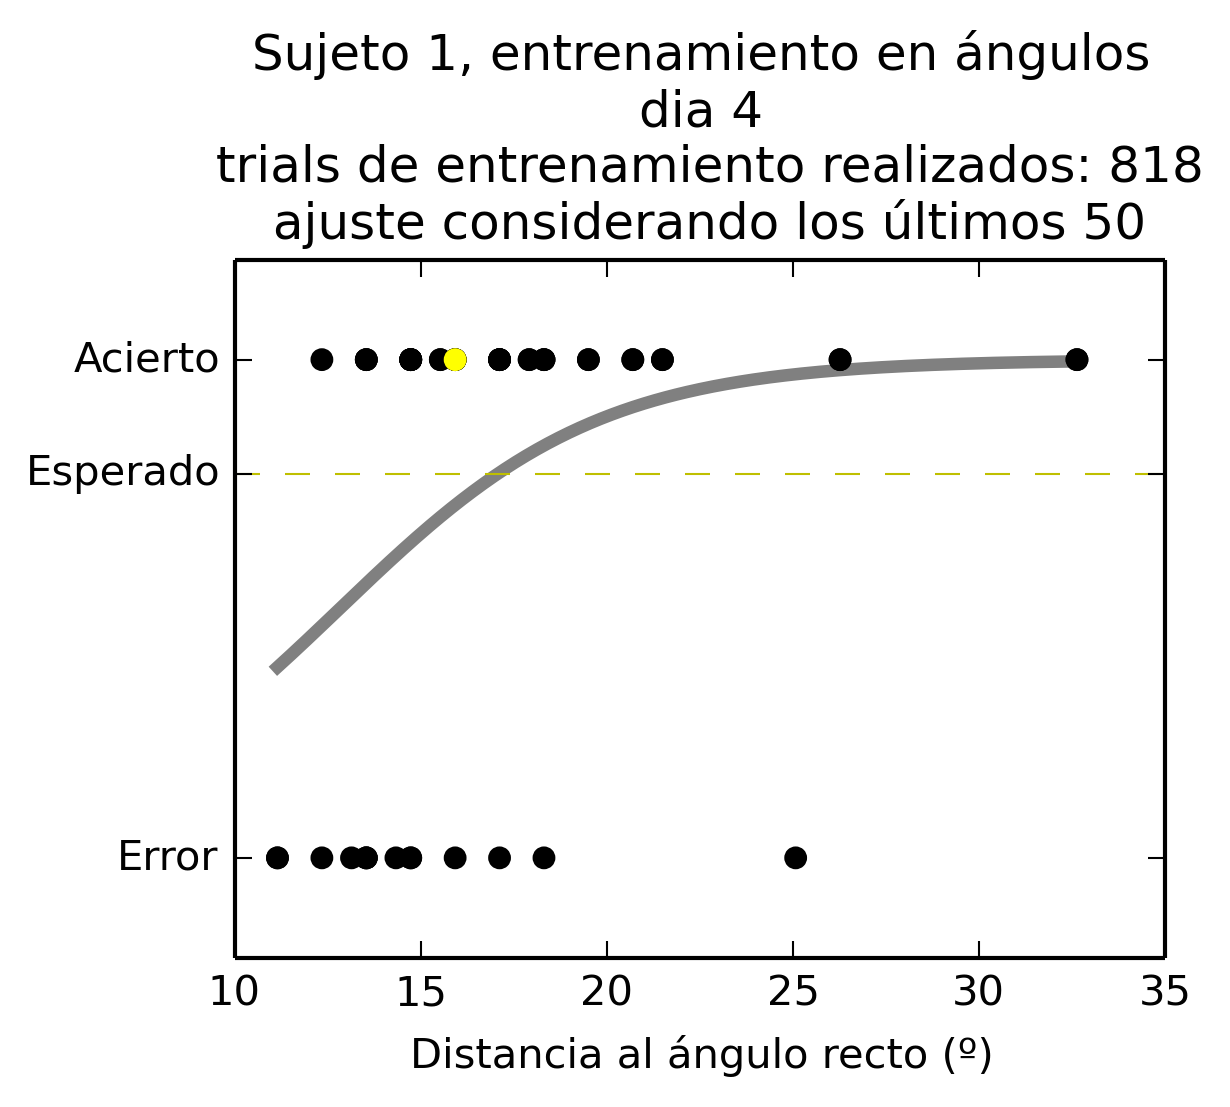 Sujeto 1, entrenamiento en ángulos
dia 4
trials de entrenamiento realizados: 818
ajuste considerando los últimos 50
Acierto
Esperado
Error
10 15 20 25 30 35
Distancia al ángulo recto (º)